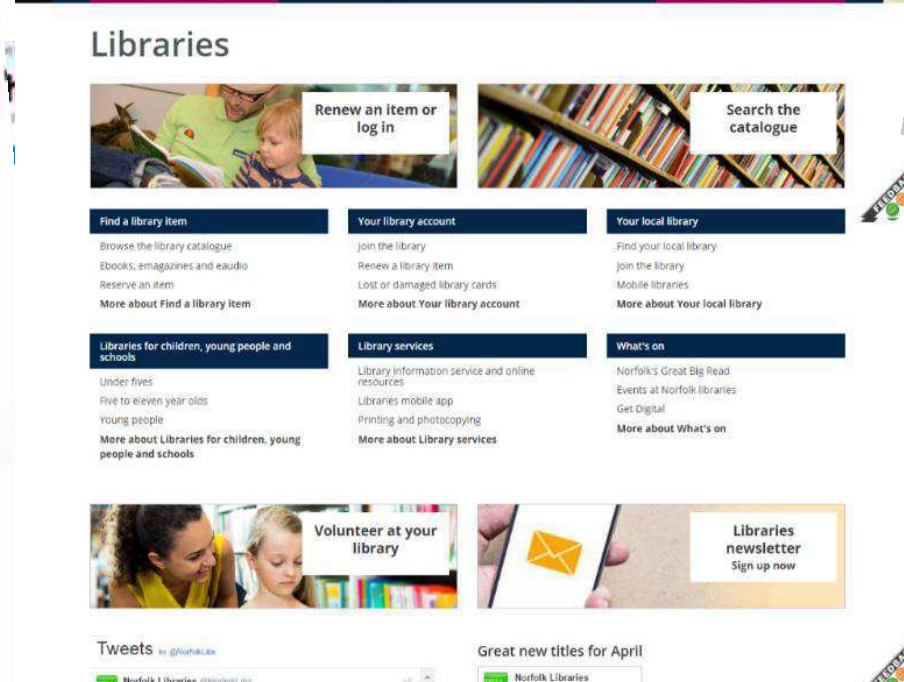 Libraries
Renew an item or
log in
Search the
catalogue
Find a library item
Browse the library catalogue
Ebooks, emagazines and eaudio
Reserve an item
More about Find a library item
Your library account
Join the library
Renew a library item
Lost or damaged library cards
More about Your library account
Your local library
Find your local library
Join the library
Mobile libraries
More about Your local library
Libraries for children, young people and
schools
Under fives
Five to eleven year olds
Young people
More about Libraries for children, young
people and schools
Library services
Library information service and online
resources
Libraries mobile app
Printing and photocopying
More about Library services
What's on
Norfolk's Great Big Read
Events at Norfolk libraries
Get Digital
More about What's on
Volunteer at your
library
Libraries
newsletter
Sign up now
Tweets by @NorfolkLibs
Norfolk Libraries
Great new titles for April
Norfolk Libraries